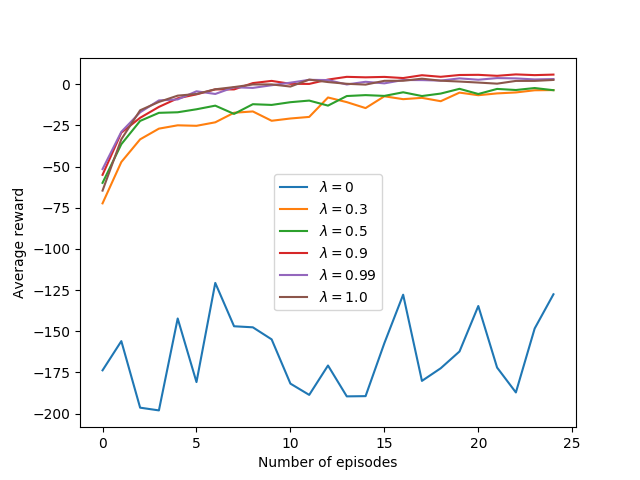 0
−25
−50
−75
−100
−125
−150
−175
−200
Average reward
λ = 0
λ = 0.3
λ = 0.5
λ = 0.9
λ = 0.99
λ = 1.0
0 5 10 15 20 25
Number of episodes